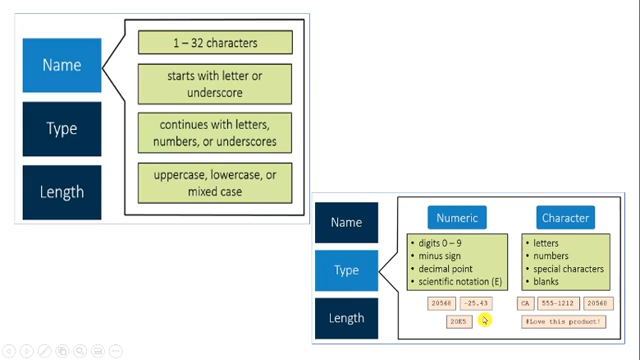 Name
Type
Length
1 – 32 characters
starts with letter or
underscore
continues with letters,
numbers, or underscores
uppercase, lowercase, or
mixed case
Name
Type
Length
Numeric
• digits 0 – 9
• minus sign
• decimal point
• scientific notation (E)
20568 -25.43
20E5
Character
• letters
• numbers
• special characters
• blanks
CA 555-1212 20568
#Love this product!